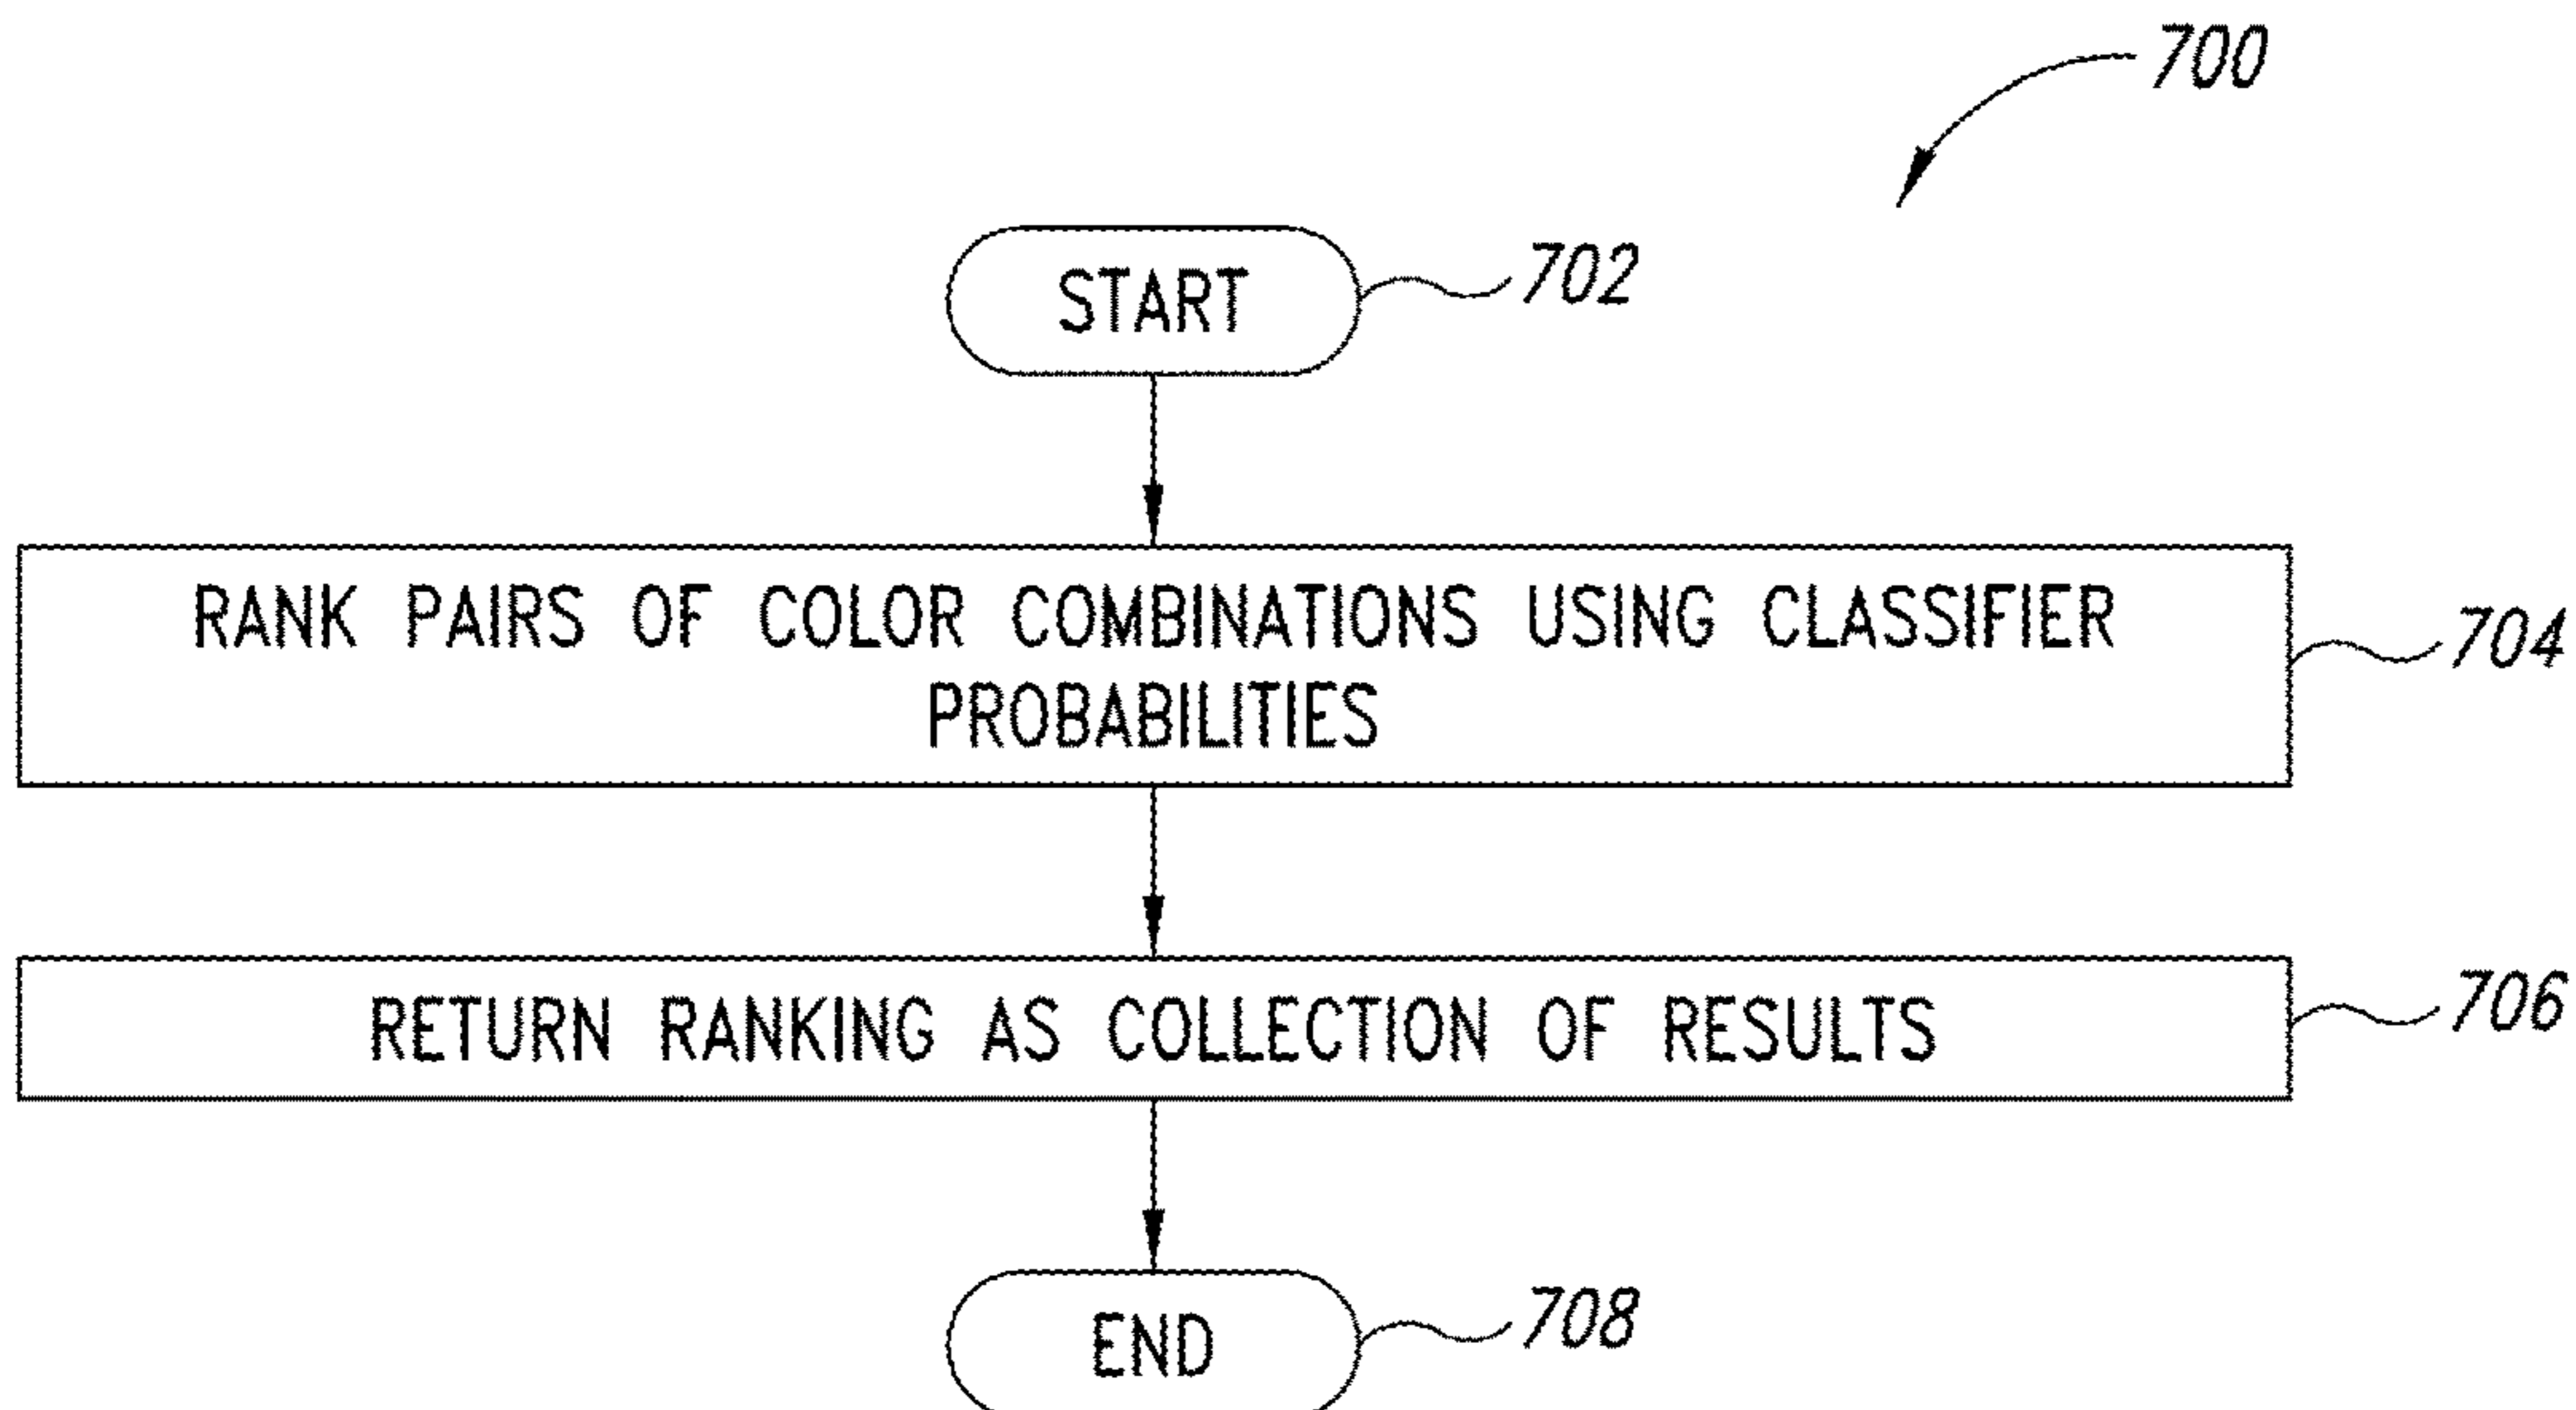 700
START
702
RANK PAIRS OF COLOR COMBINATIONS USING CLASSIFIER
PROBABILITIES
704
RETURN RANKING AS COLLECTION OF RESULTS
706
END
708